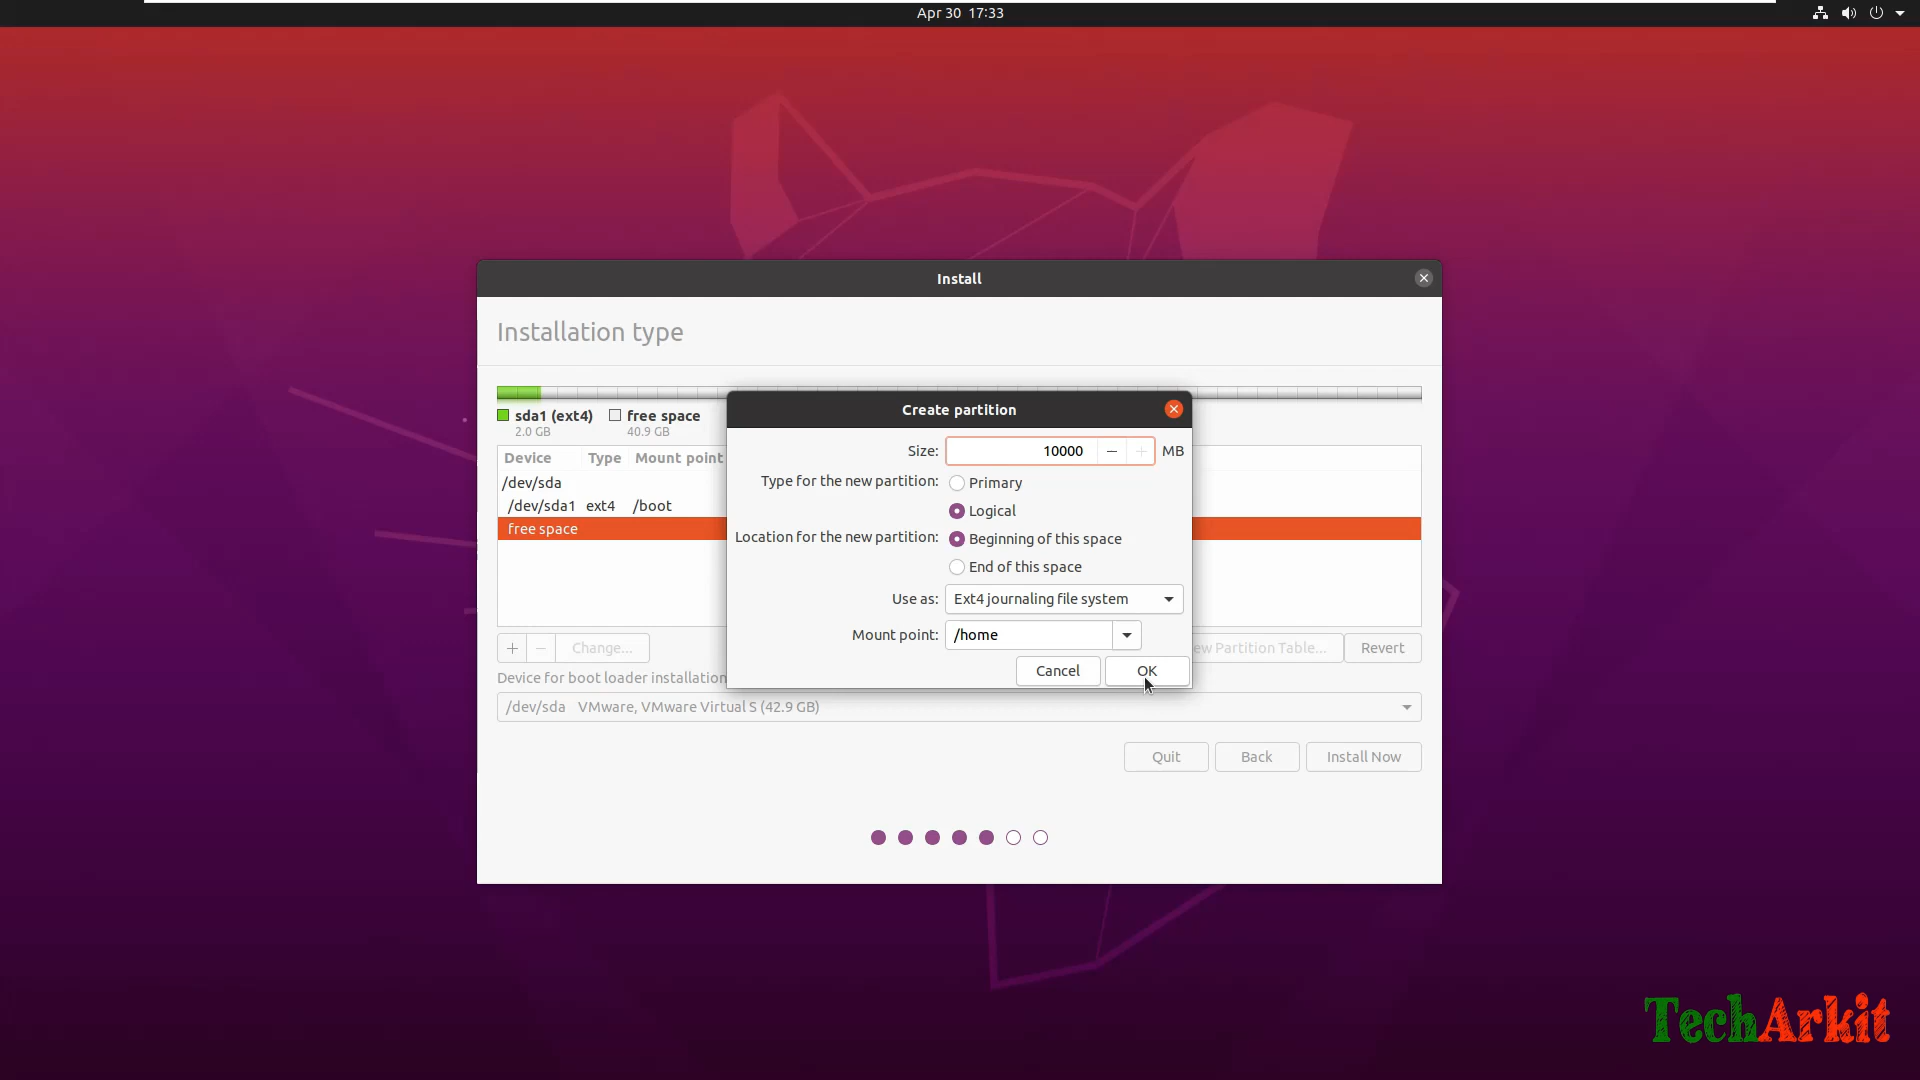 Apr 30 17:33
Install
Installation type
sda1 (ext4)
2.0 GB
free space
40.9 GB
Device Type Mount point
/dev/sda
/dev/sda1 ext4 /boot
free space
Create partition
Size: 10000 MB
Type for the new partition: Primary
Logical
Location for the new partition: Beginning of this space
End of this space
Use as: Ext4 journaling file system
Mount point: /home
Cancel OK
+ − Change... ew Partition Table... Revert
Device for boot loader installation
/dev/sda VMware, VMware Virtual S (42.9 GB)
Quit Back Install Now
TechArkit